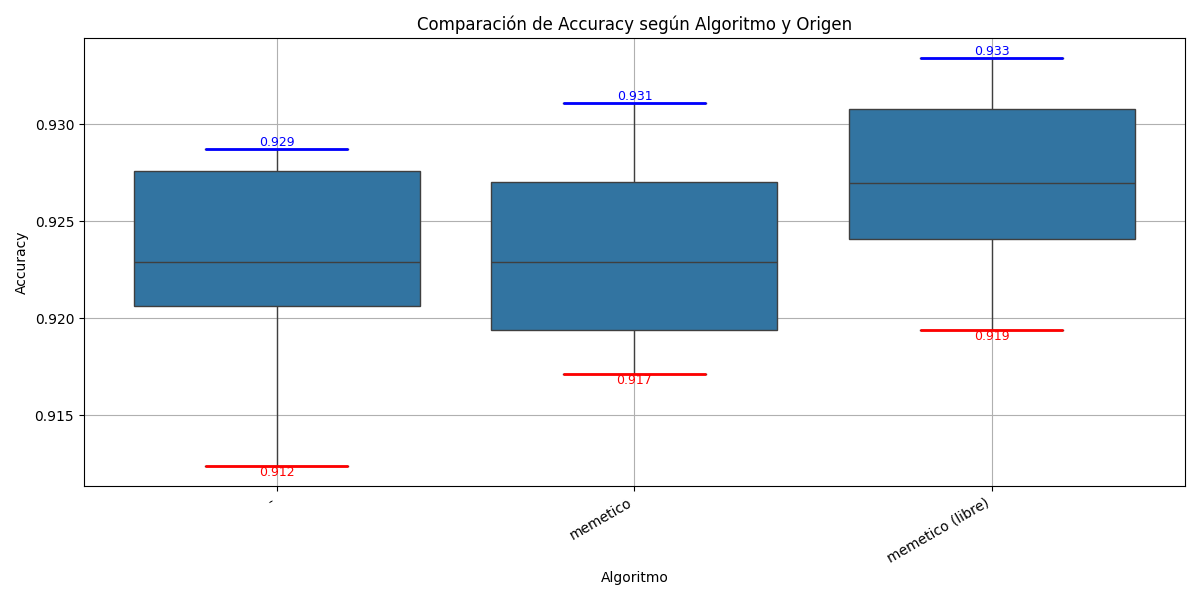 Comparación de Accuracy según Algoritmo y Origen
0.933
0.931
0.930
0.929
0.925
Accuracy
0.920
0.919
0.917
0.915
0.912
-
memetico
memetico (libre)
Algoritmo